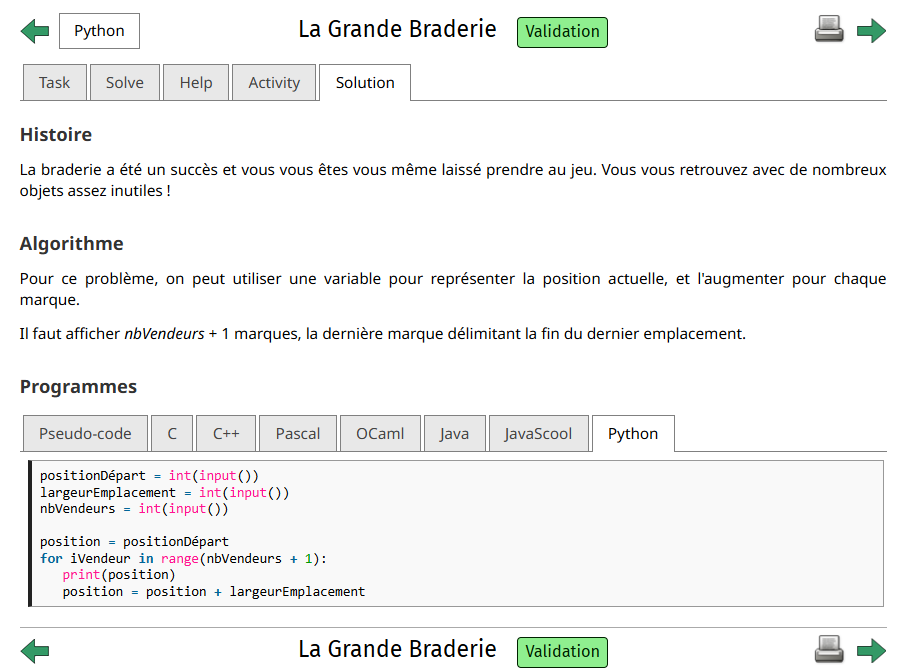 Python
La Grande Braderie
Validation
Task
Solve
Help
Activity
Solution
Histoire
La braderie a été un succès et vous vous êtes vous même laissé prendre au jeu. Vous vous retrouvez avec de nombreux
objets assez inutiles !
Algorithme
Pour ce problème, on peut utiliser une variable pour représenter la position actuelle, et l'augmenter pour chaque
marque.
Il faut afficher nbVendeurs + 1 marques, la dernière marque délimitant la fin du dernier emplacement.
Programmes
Pseudo-code
C
C++
Pascal
OCaml
Java
JavaScool
Python
positionDépart = int(input())
largeurEmplacement = int(input())
nbVendeurs = int(input())
position = positionDépart
for iVendeur in range(nbVendeurs + 1):
   print(position)
   position = position + largeurEmplacement
La Grande Braderie
Validation